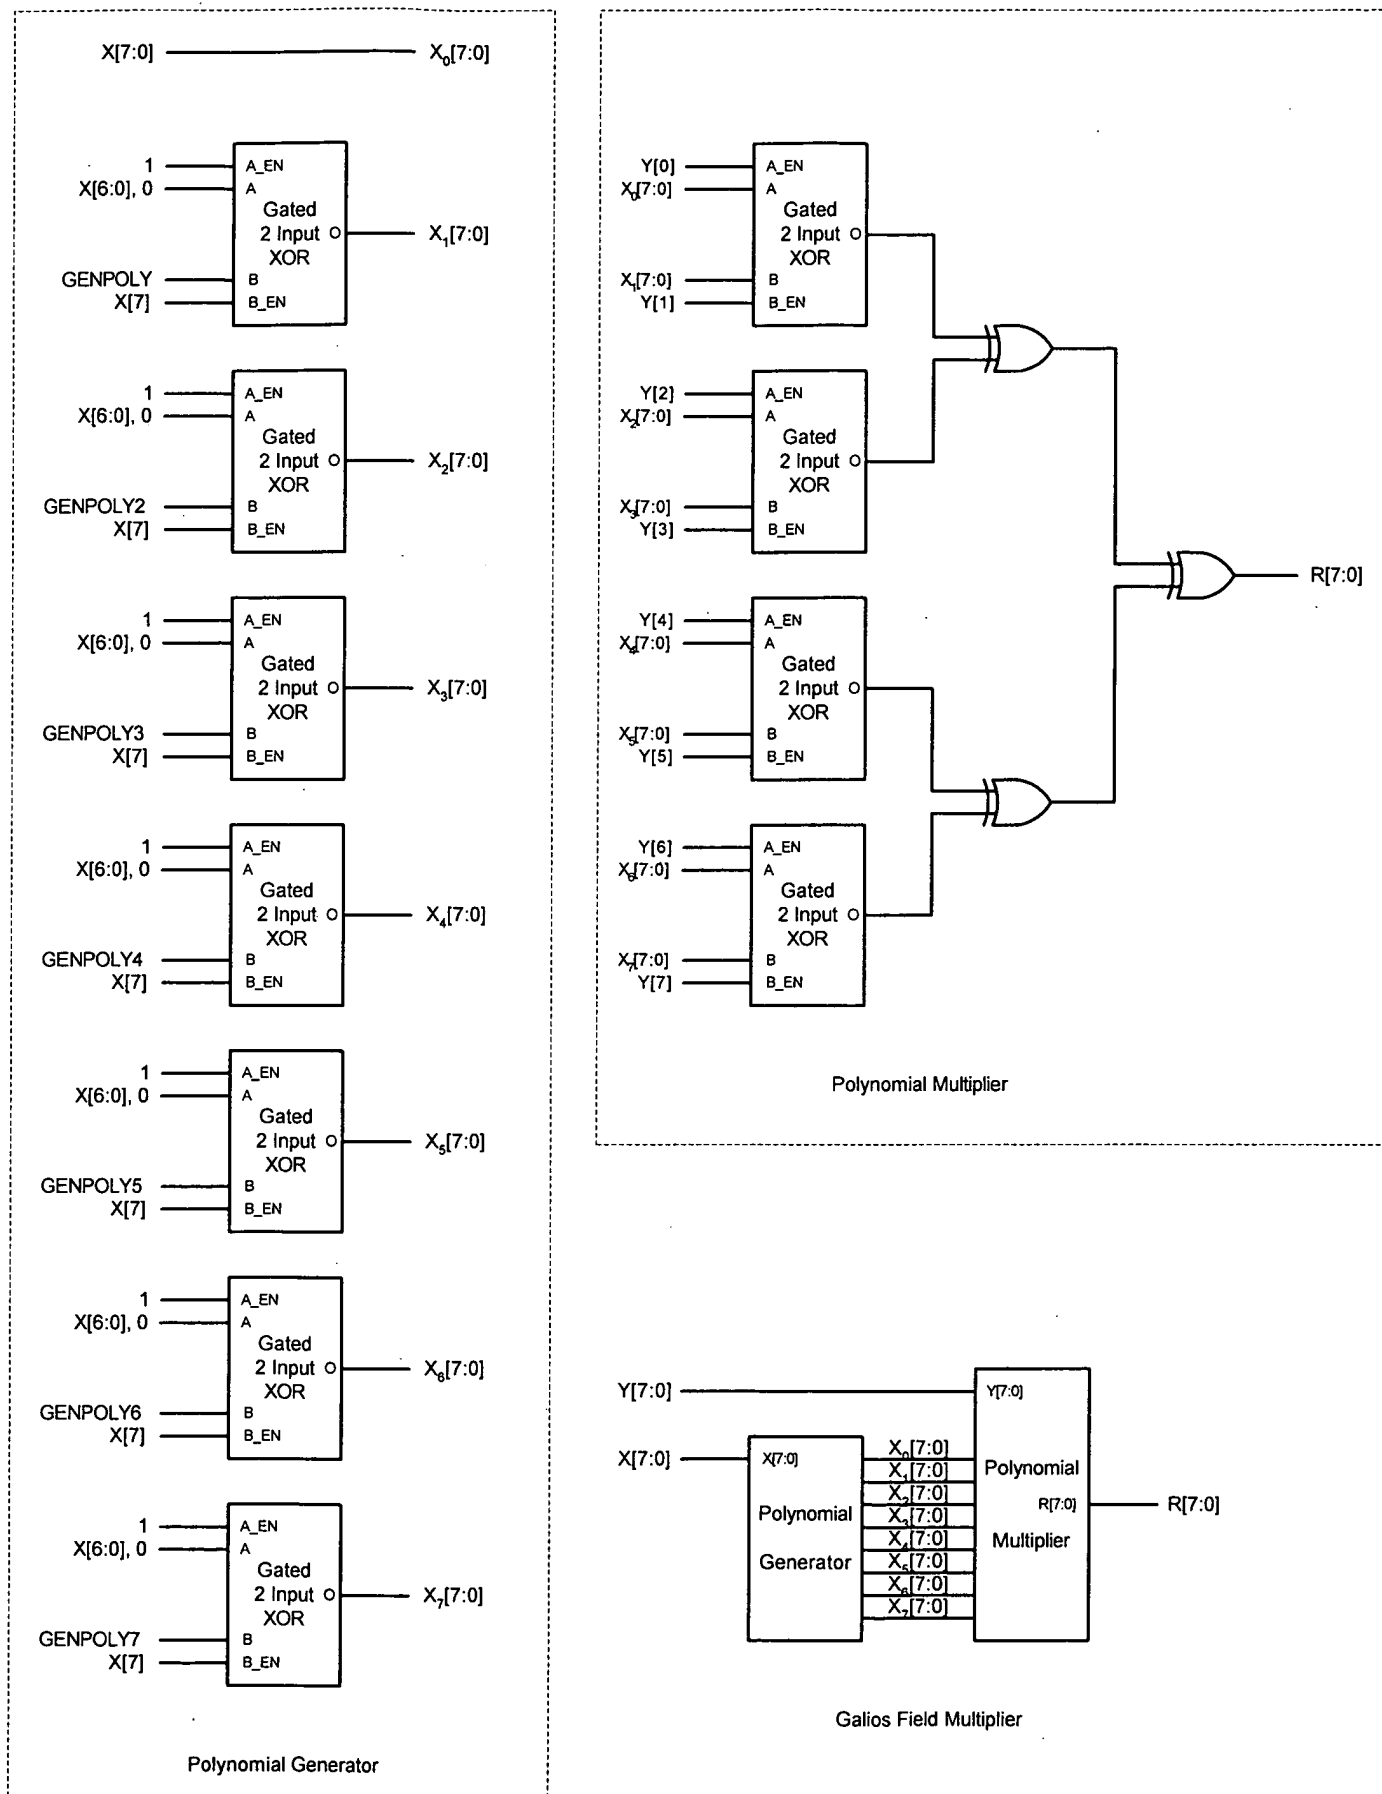 X[7:0] X0[7:0]
1 A_EN
X[6:0], 0 A
Gated
2 Input O X1[7:0]
XOR
GENPOLY B
X[7] B_EN
1 A_EN
X[6:0], 0 A
Gated
2 Input O X2[7:0]
XOR
GENPOLY2 B
X[7] B_EN
1 A_EN
X[6:0], 0 A
Gated
2 Input O X3[7:0]
XOR
GENPOLY3 B
X[7] B_EN
1 A_EN
X[6:0], 0 A
Gated
2 Input O X4[7:0]
XOR
GENPOLY4 B
X[7] B_EN
1 A_EN
X[6:0], 0 A
Gated
2 Input O X5[7:0]
XOR
GENPOLY5 B
X[7] B_EN
1 A_EN
X[6:0], 0 A
Gated
2 Input O X6[7:0]
XOR
GENPOLY6 B
X[7] B_EN
1 A_EN
X[6:0], 0 A
Gated
2 Input O X7[7:0]
XOR
GENPOLY7 B
X[7] B_EN
Polynomial Generator
Y[0] A_EN
X0[7:0] A
Gated
2 Input O
XOR
X1[7:0] B
Y[1] B_EN
Y[2] A_EN
X2[7:0] A
Gated
2 Input O
XOR
X3[7:0] B
Y[3] B_EN
R[7:0]
Y[4] A_EN
X4[7:0] A
Gated
2 Input O
XOR
X5[7:0] B
Y[5] B_EN
Y[6] A_EN
X6[7:0] A
Gated
2 Input O
XOR
X7[7:0] B
Y[7] B_EN
Polynomial Multiplier
Y[7:0] Y[7:0]
X[7:0] X[7:0]
Polynomial
Generator
X0[7:0]
X1[7:0]
X2[7:0]
X3[7:0]
X4[7:0]
X5[7:0]
X6[7:0]
X7[7:0]
Polynomial
R[7:0] R[7:0]
Multiplier
Galios Field Multiplier